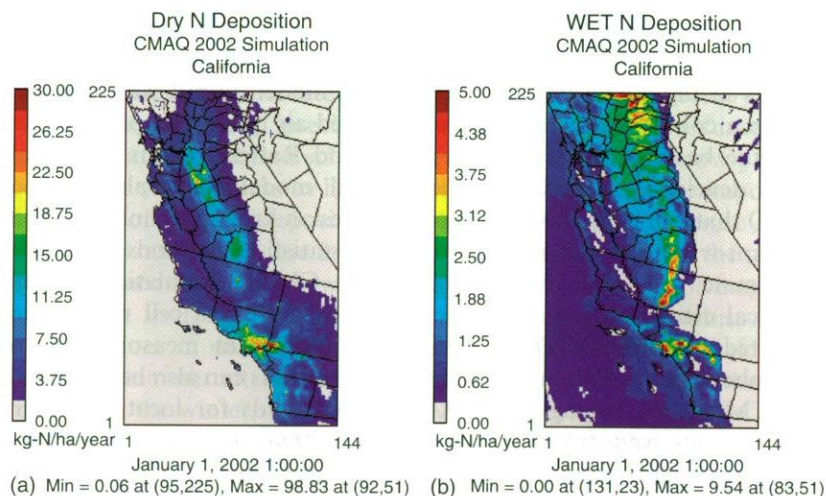 Dry N Deposition
CMAQ 2002 Simulation
California
30.00
26.25
22.50
18.75
15.00
11.25
7.50
3.75
0.00
kg-N/ha/year
225
1
1
144
January 1, 2002 1:00:00
(a) Min = 0.06 at (95,225), Max = 98.83 at (92,51)
WET N Deposition
CMAQ 2002 Simulation
California
5.00
4.38
3.75
3.12
2.50
1.88
1.25
0.62
0.00
kg-N/ha/year
225
1
1
144
January 1, 2002 1:00:00
(b) Min = 0.00 at (131,23), Max = 9.54 at (83,51)